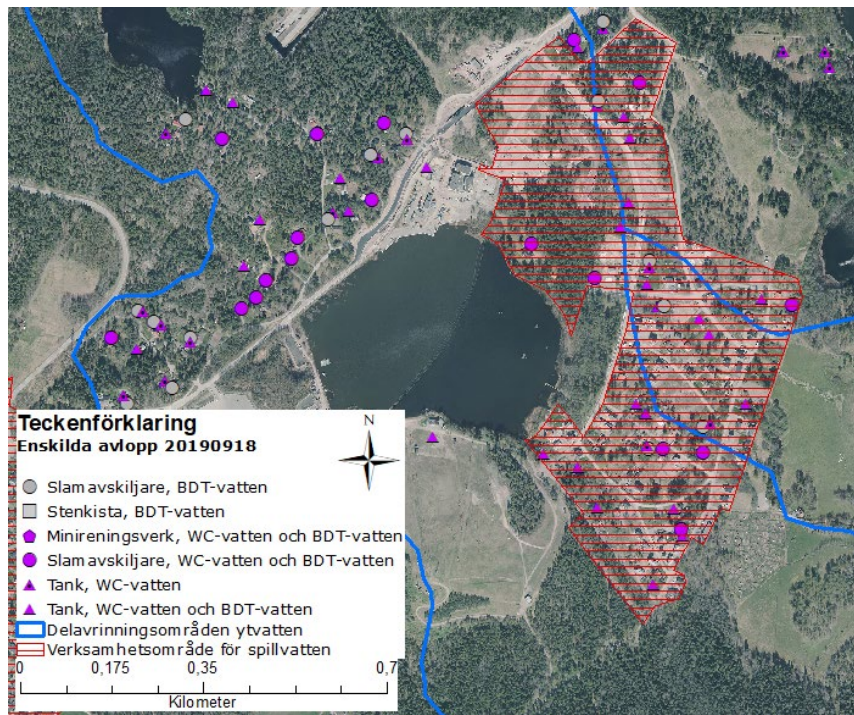 Teckenförklaring
Enskilda avlopp 20190918
N
Slamavskiljare, BDT-vatten
Stenkista, BDT-vatten
Minireningsverk, WC-vatten och BDT-vatten
Slamavskiljare, WC-vatten och BDT-vatten
Tank, WC-vatten
Tank, WC-vatten och BDT-vatten
Delavrinningsområden ytvatten
Verksamhetsområde för spillvatten
0 0,175 0,35 0,7
Kilometer